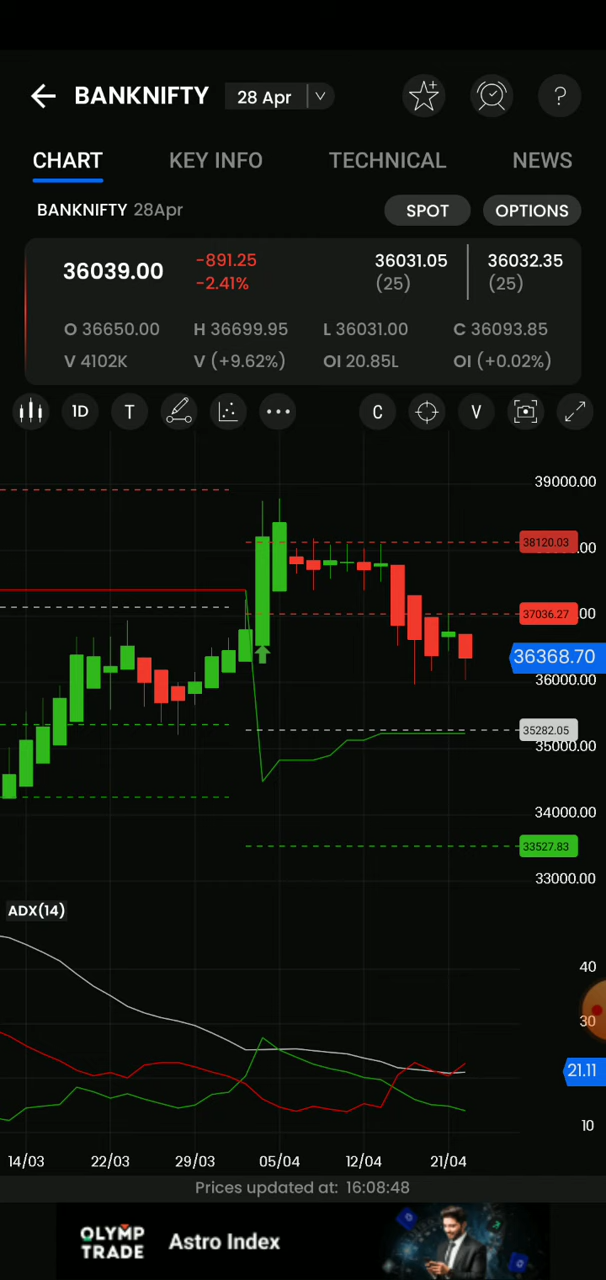 BANKNIFTY 28 Apr
CHART KEY INFO TECHNICAL NEWS
BANKNIFTY 28Apr SPOT OPTIONS
36039.00 -891.25 -2.41% 36031.05 (25) 36032.35 (25)
O 36650.00 H 36699.95 L 36031.00 C 36093.85
V 4102K V (+9.62%) OI 20.85L OI (+0.02%)
1D T C V
39000.00
38120.03 .00
37036.27 .00
36368.70
36000.00
35282.05
35000.00
34000.00
33527.83
33000.00
ADX(14)
40
30
21.11
10
14/03 22/03 29/03 05/04 12/04 21/04
Prices updated at: 16:08:48
OLYMP TRADE Astro Index